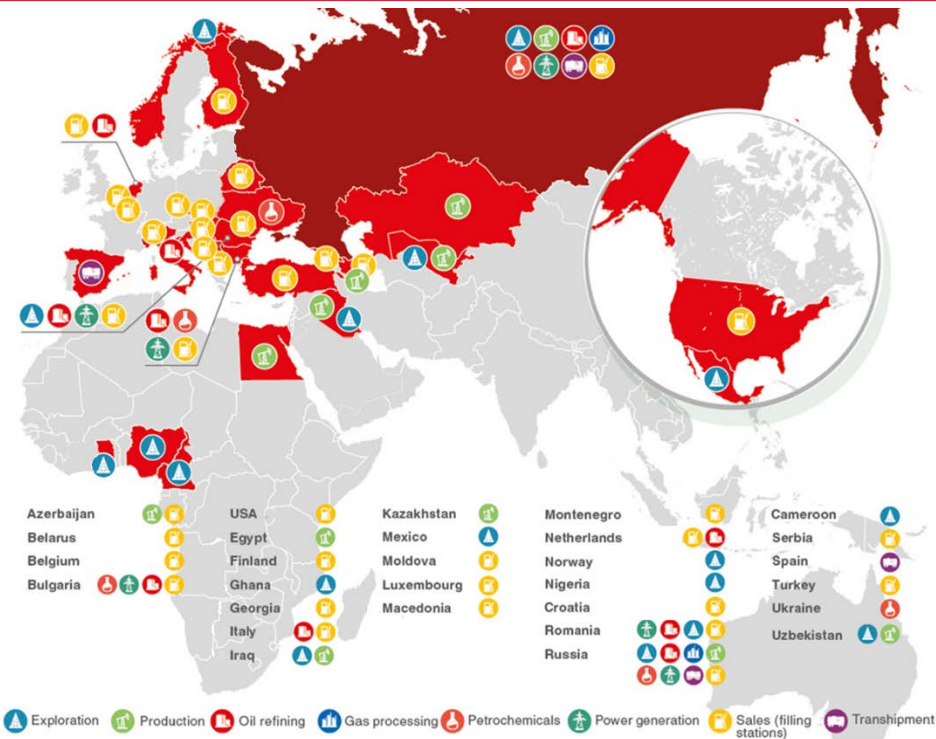 Azerbaijan
Belarus
Belgium
Bulgaria
USA
Egypt
Finland
Ghana
Georgia
Italy
Iraq
Kazakhstan
Mexico
Moldova
Luxembourg
Macedonia
Montenegro
Netherlands
Norway
Nigeria
Croatia
Romania
Russia
Cameroon
Serbia
Spain
Turkey
Ukraine
Uzbekistan
Exploration
Production
Oil refining
Gas processing
Petrochemicals
Power generation
Sales (filling
stations)
Transhipment